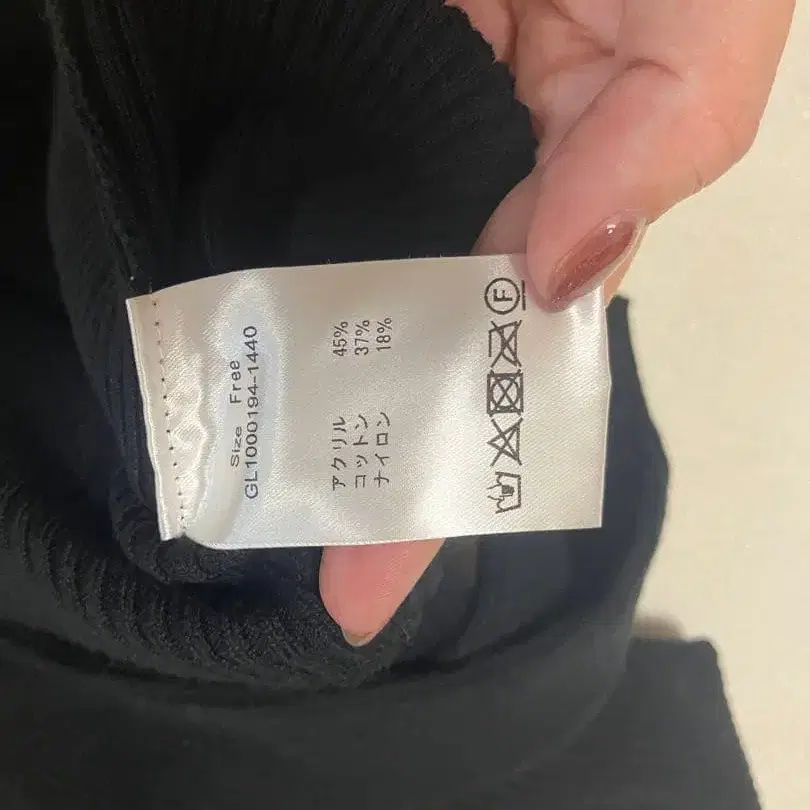 Size Free
GL1000194-1440
アクリル 45%
コットン 37%
ナイロン 18%
F